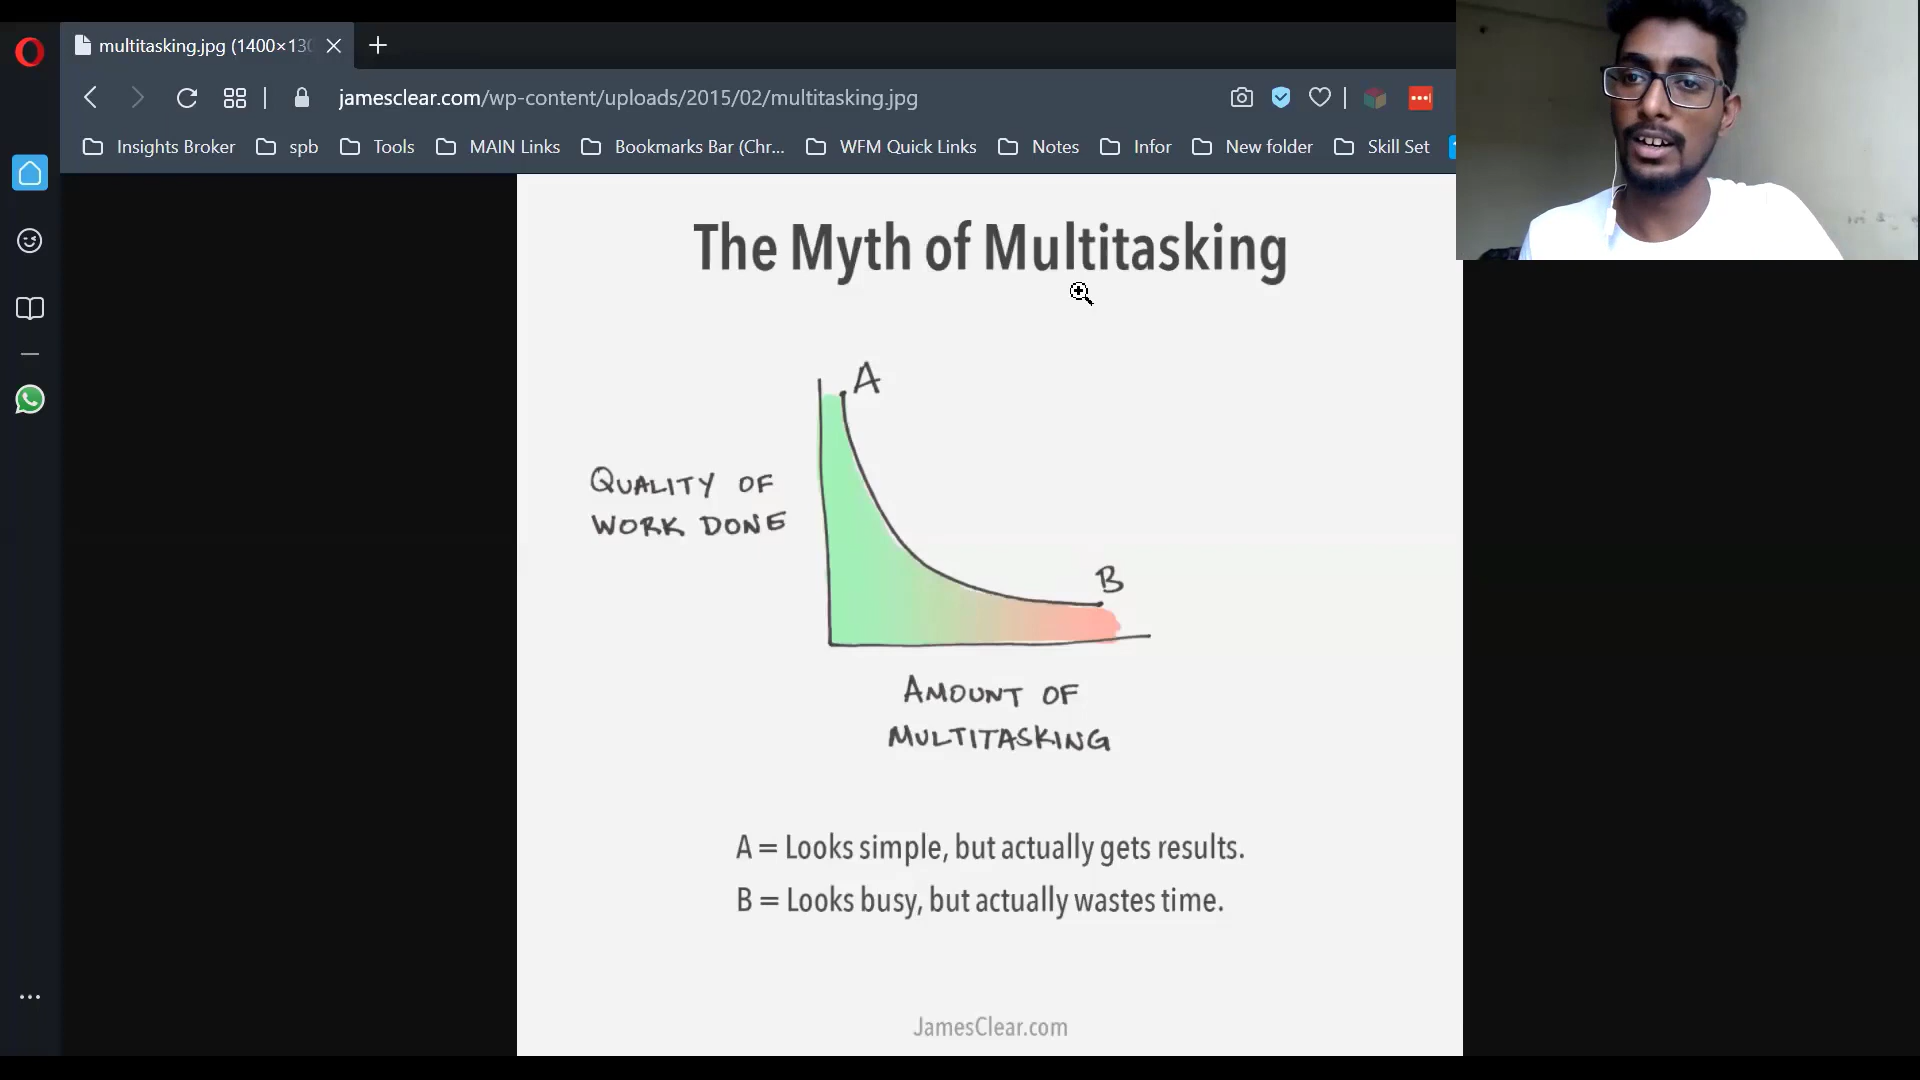 multitasking.jpg (1400×130
jamesclear.com/wp-content/uploads/2015/02/multitasking.jpg
Insights Broker spb Tools MAIN Links Bookmarks Bar (Chr... WFM Quick Links Notes Infor New folder Skill Set
The Myth of Multitasking
A
QUALITY OF
WORK DONE
B
AMOUNT OF
MULTITASKING
A = Looks simple, but actually gets results.
B = Looks busy, but actually wastes time.
JamesClear.com